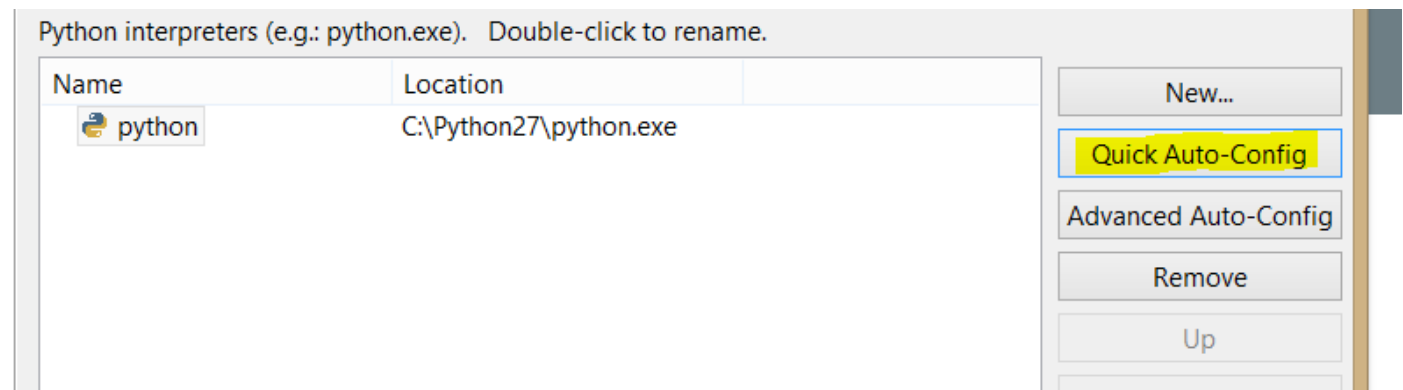 Python interpreters (e.g.: python.exe).   Double-click to rename.
Name Location
python C:\Python27\python.exe
New...
Quick Auto-Config
Advanced Auto-Config
Remove
Up